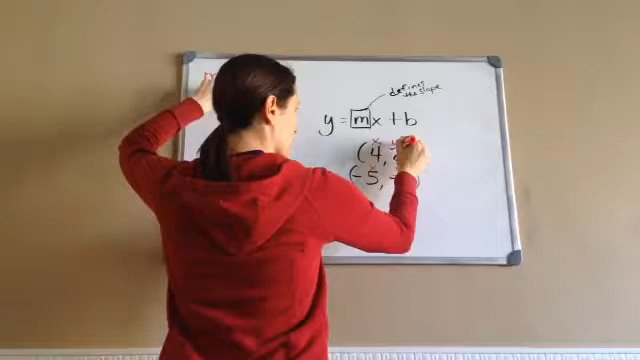 defines
the slope
y = mx + b
m
x y
(4,
x
(-5, )